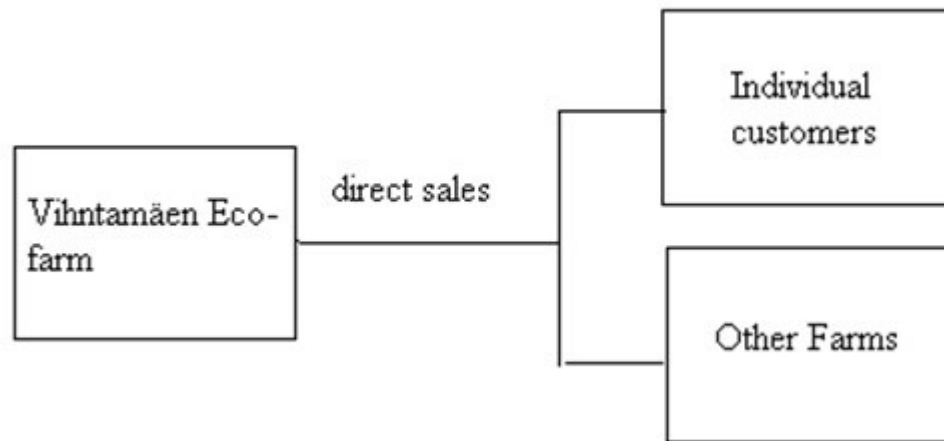 Vihntamäen Eco-
farm
direct sales
Individual
customers
Other Farms